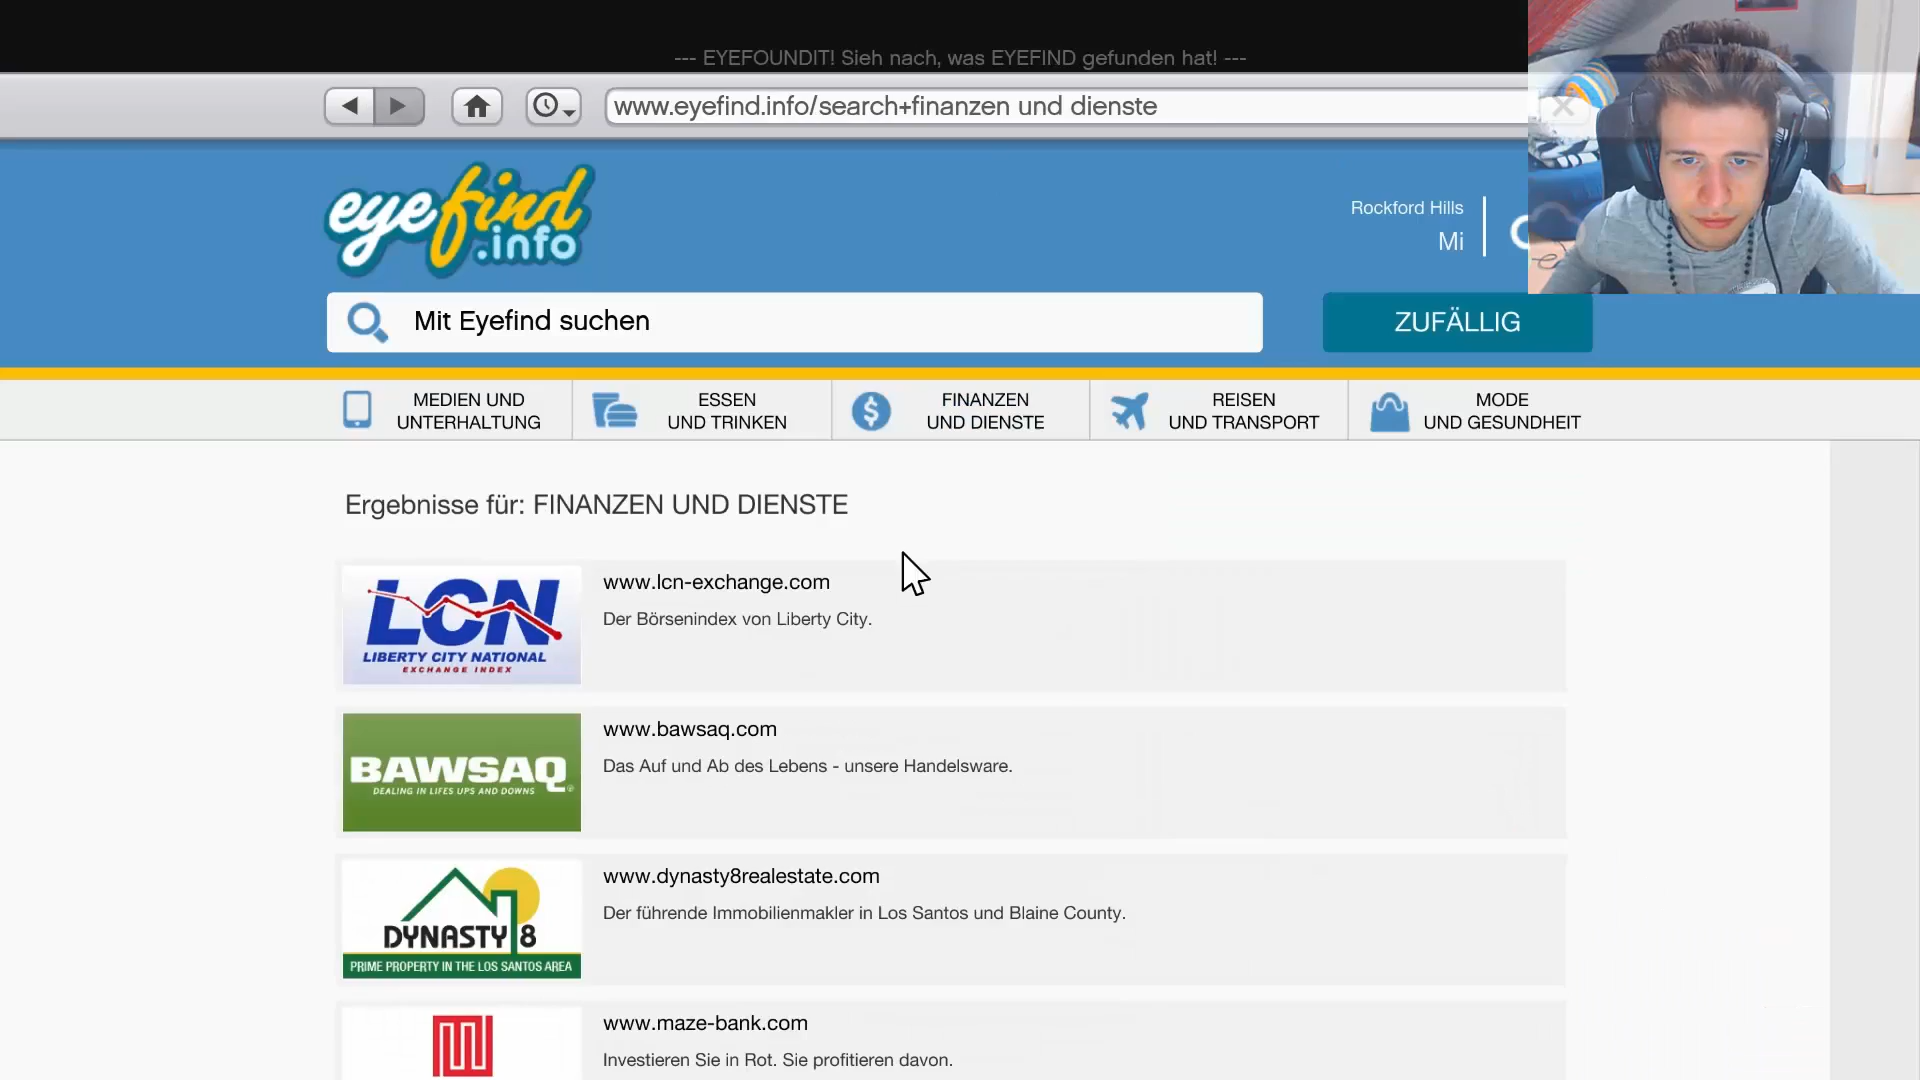 --- EYEFOUNDIT! Sieh nach, was EYEFIND gefunden hat! ---
www.eyefind.info/search+finanzen und dienste
eyefind
.info
Rockford Hills
Mi
Mit Eyefind suchen
ZUFÄLLIG
MEDIEN UND
UNTERHALTUNG
ESSEN
UND TRINKEN
FINANZEN
UND DIENSTE
REISEN
UND TRANSPORT
MODE
UND GESUNDHEIT
Ergebnisse für: FINANZEN UND DIENSTE
LCN
LIBERTY CITY NATIONAL
EXCHANGE INDEX
www.lcn-exchange.com
Der Börsenindex von Liberty City.
BAWSAQ
DEALING IN LIFES UPS AND DOWNS
www.bawsaq.com
Das Auf und Ab des Lebens - unsere Handelsware.
DYNASTY 8
PRIME PROPERTY IN THE LOS SANTOS AREA
www.dynasty8realestate.com
Der führende Immobilienmakler in Los Santos und Blaine County.
www.maze-bank.com
Investieren Sie in Rot. Sie profitieren davon.